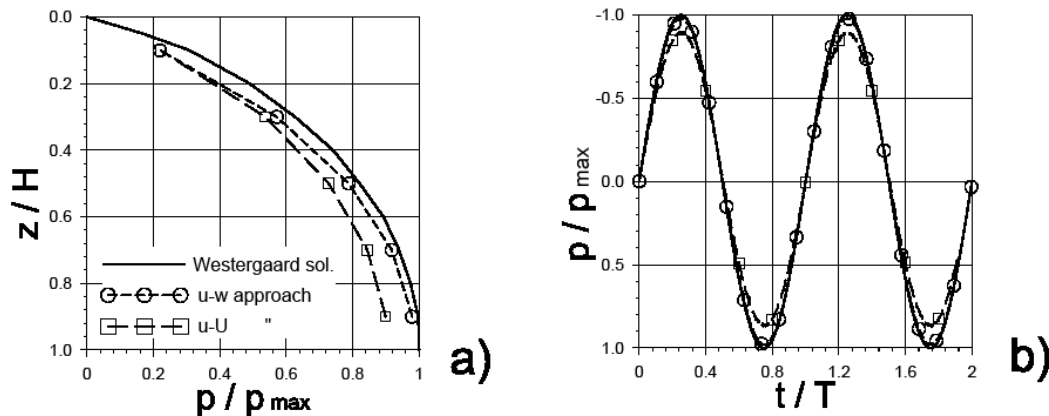 0 0.2 0.4 0.6 0.8 1
0.0
0.2
0.4
0.6
0.8
1.0
z / H
p / pmax
Westergaard sol.
u-w approach
u-U "
a)
-1.0
-0.5
0.0
0.5
1.0
p / pmax
0 0.4 0.8 1.2 1.6 2
t / T
b)